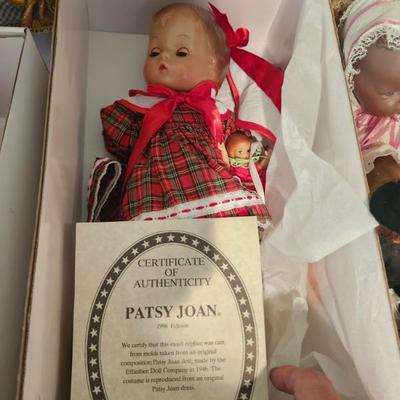 CERTIFICATE
OF
AUTHENTICITY
PATSY JOAN®
1996 Edition
We certify that this exact replica was cast
from molds taken from an original
composition Patsy Joan doll, made by the
Effanbee Doll Company in 1946. The
costume is reproduced from an original
Patsy Joan dress.